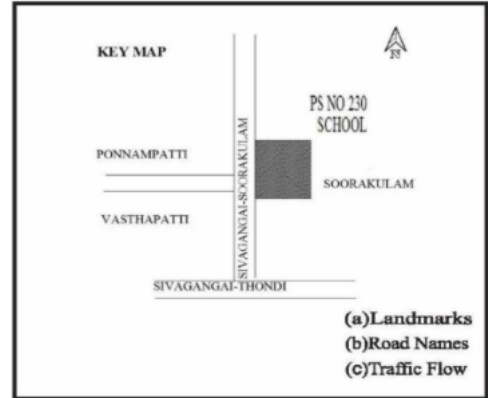 KEY MAP
N
PS NO 230
SCHOOL
PONNAMPATTI
SOORAKULAM
VASTHAPATTI
SIVAGANGAI-SOORAKULAM
SIVAGANGAI-THONDI
(a)Landmarks
(b)Road Names
(c)Traffic Flow